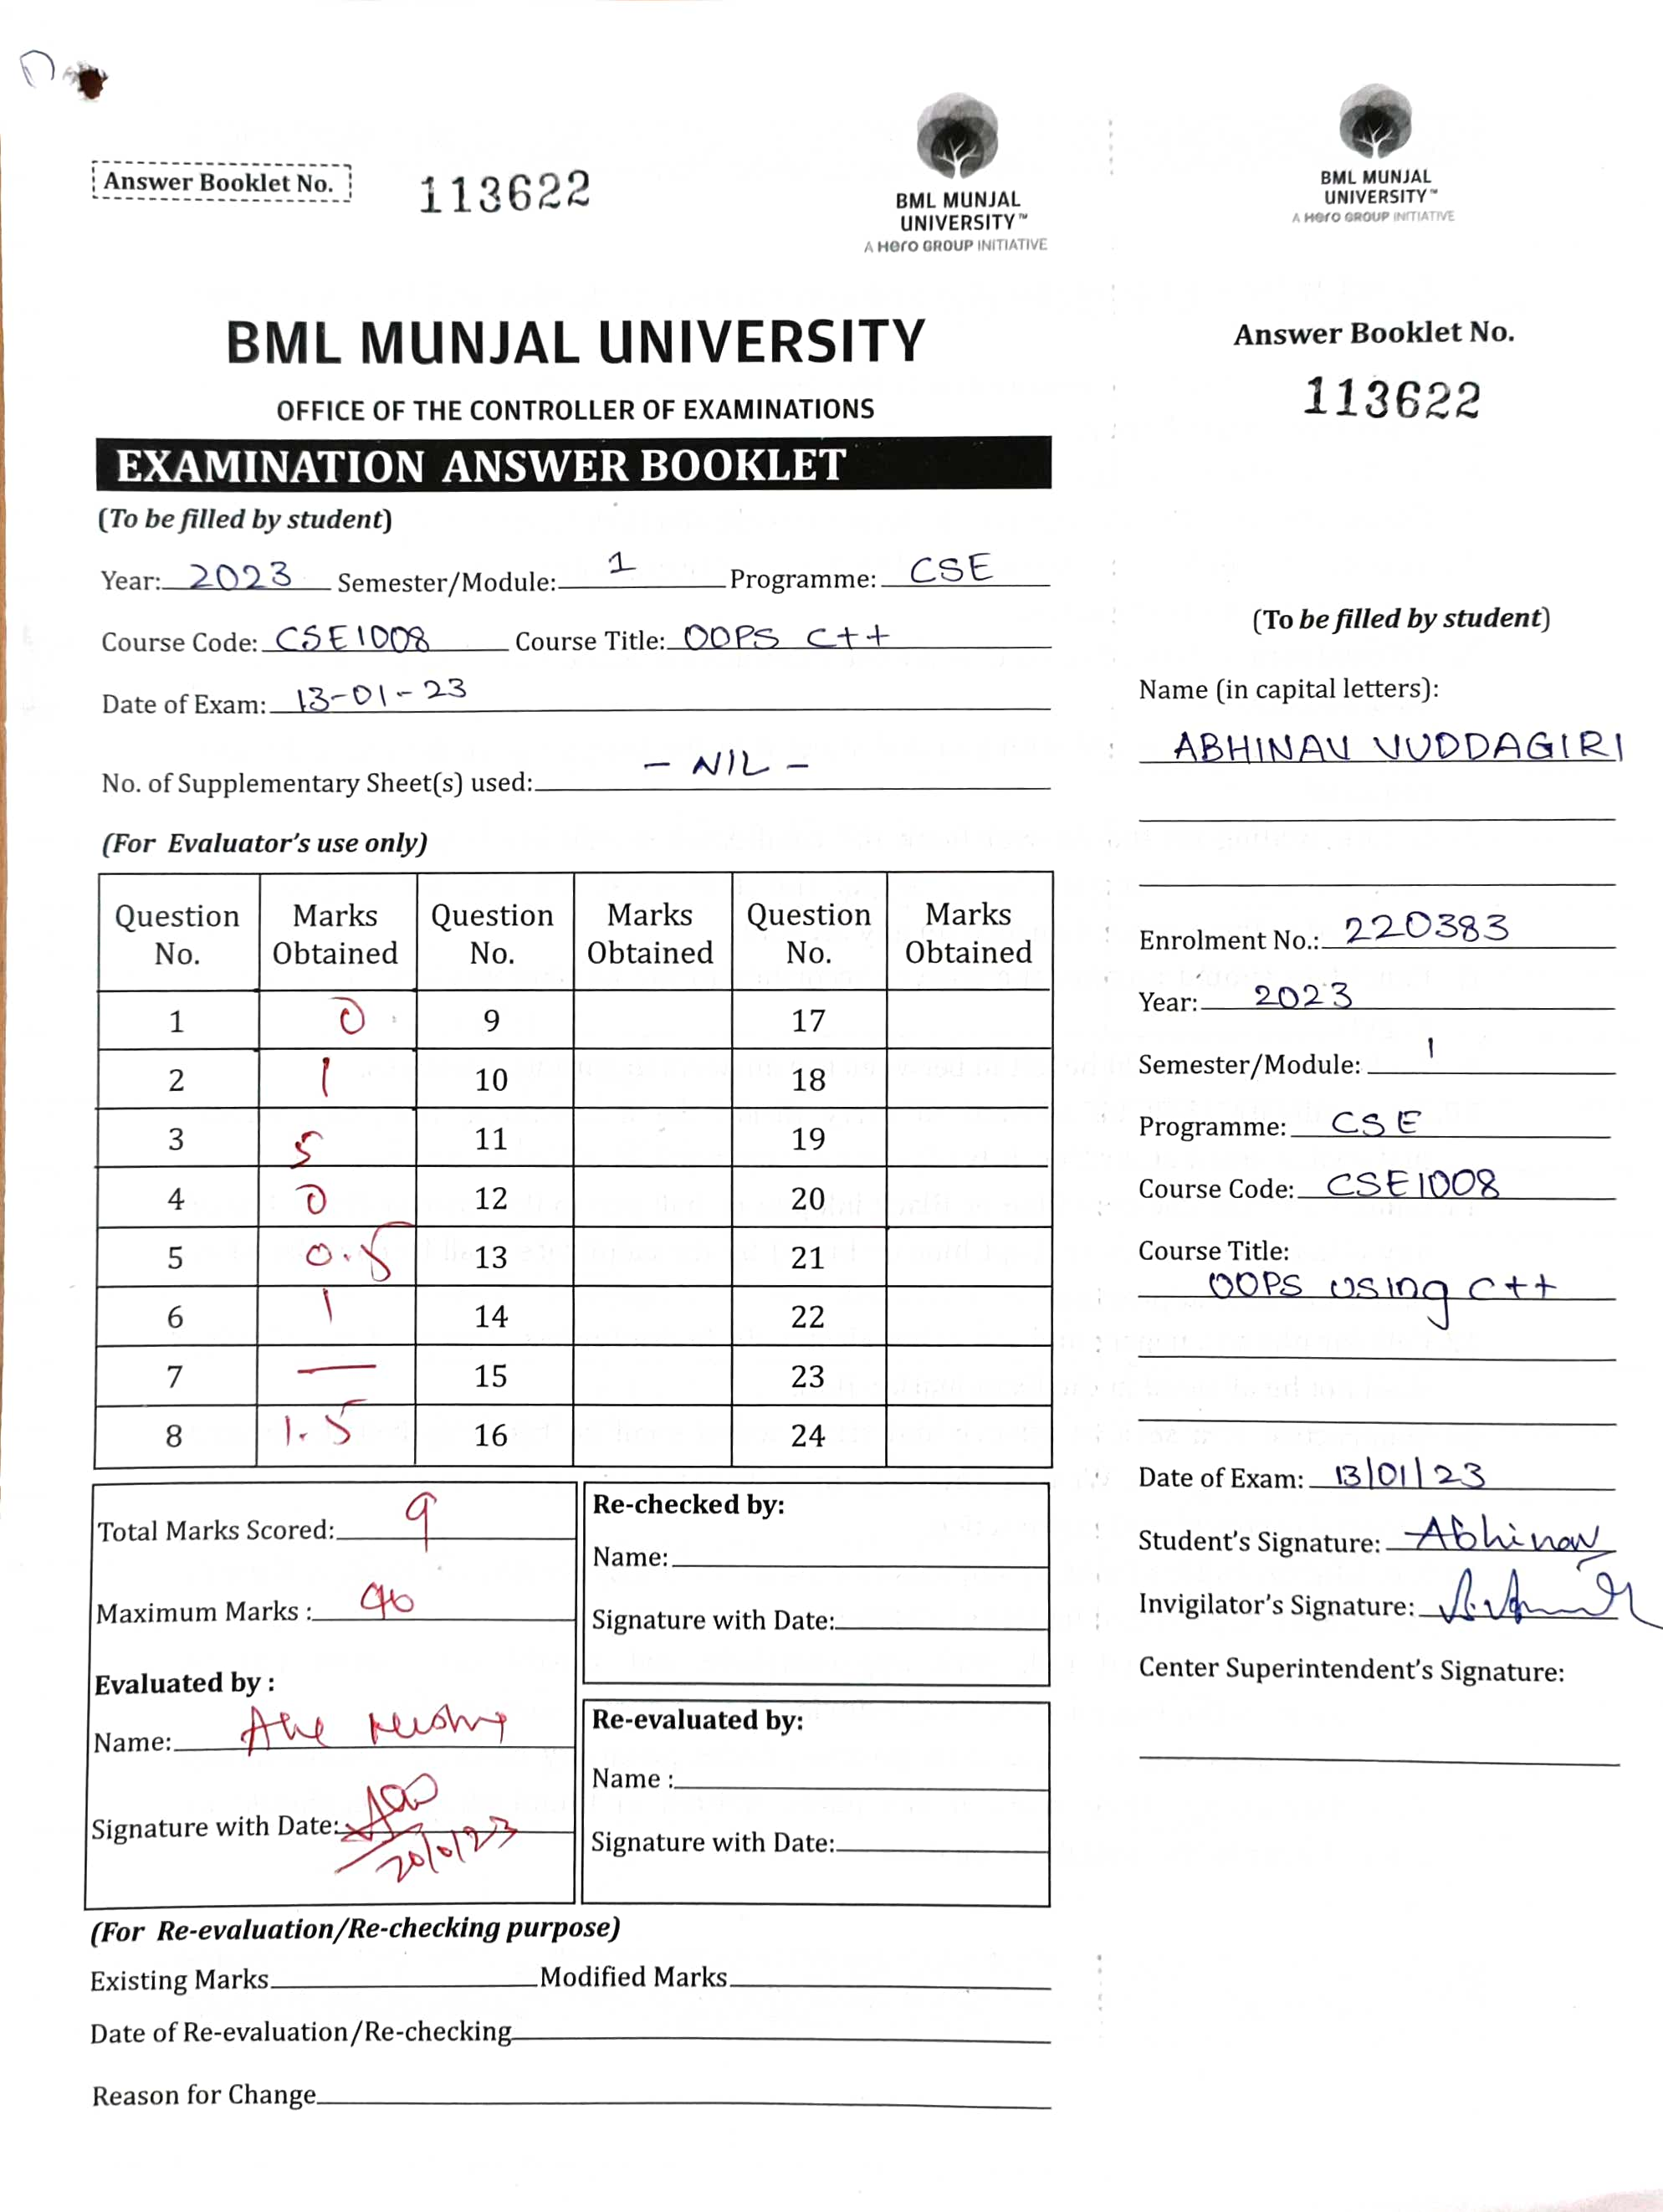 Answer Booklet No.
113622
BML MUNJAL
UNIVERSITY™
A Hero GROUP INITIATIVE
BML MUNJAL UNIVERSITY
OFFICE OF THE CONTROLLER OF EXAMINATIONS
EXAMINATION ANSWER BOOKLET
(To be filled by student)
Year: 2023 Semester/Module: 1 Programme: CSE
Course Code: CSE1008 Course Title: OOPS C++
Date of Exam: 13-01-23
No. of Supplementary Sheet(s) used: - NIL -
(For Evaluator's use only)
Question No. Marks Obtained Question No. Marks Obtained Question No. Marks Obtained
1 0 9 17
2 1 10 18
3 5 11 19
4 0 12 20
5 0.5 13 21
6 1 14 22
7 — 15 23
8 1.5 16 24
Total Marks Scored: 9
Maximum Marks : 40
Evaluated by :
Name:
Signature with Date:
Re-checked by:
Name:
Signature with Date:
Re-evaluated by:
Name :
Signature with Date:
(For Re-evaluation/Re-checking purpose)
Existing Marks Modified Marks
Date of Re-evaluation/Re-checking
Reason for Change
BML MUNJAL
UNIVERSITY™
A Hero GROUP INITIATIVE
Answer Booklet No.
113622
(To be filled by student)
Name (in capital letters):
ABHINAV VUDDAGIRI
Enrolment No.: 220383
Year: 2023
Semester/Module: 1
Programme: CSE
Course Code: CSE1008
Course Title:
OOPS using C++
Date of Exam: 13/01/23
Student's Signature: Abhinav
Invigilator's Signature:
Center Superintendent's Signature: